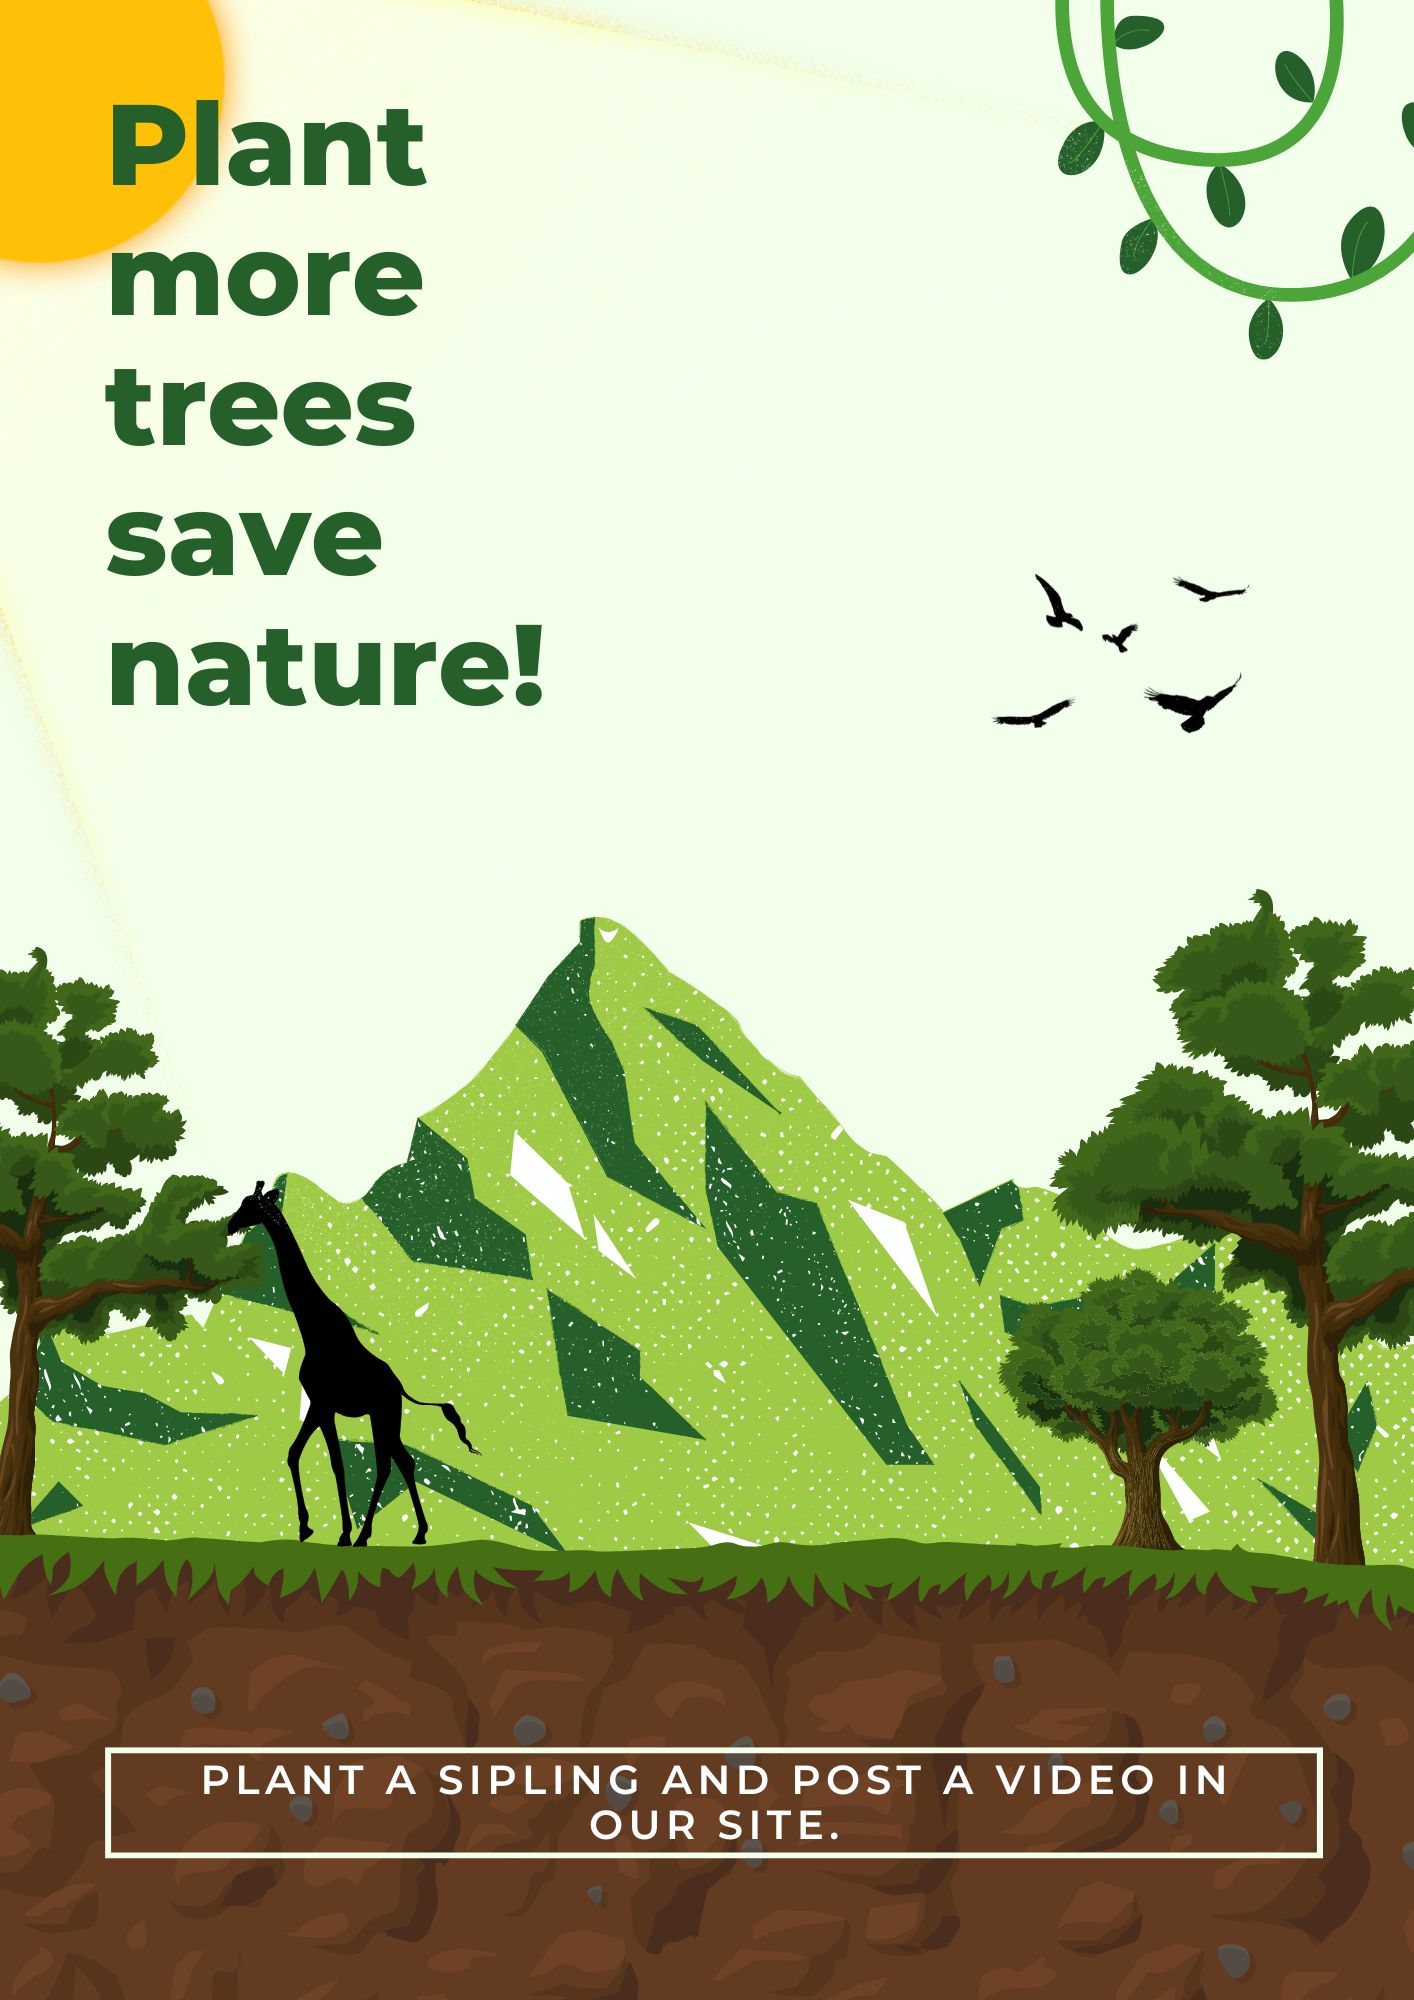 Plant
more
trees
save
nature!
PLANT A SIPLING AND POST A VIDEO IN
OUR SITE.